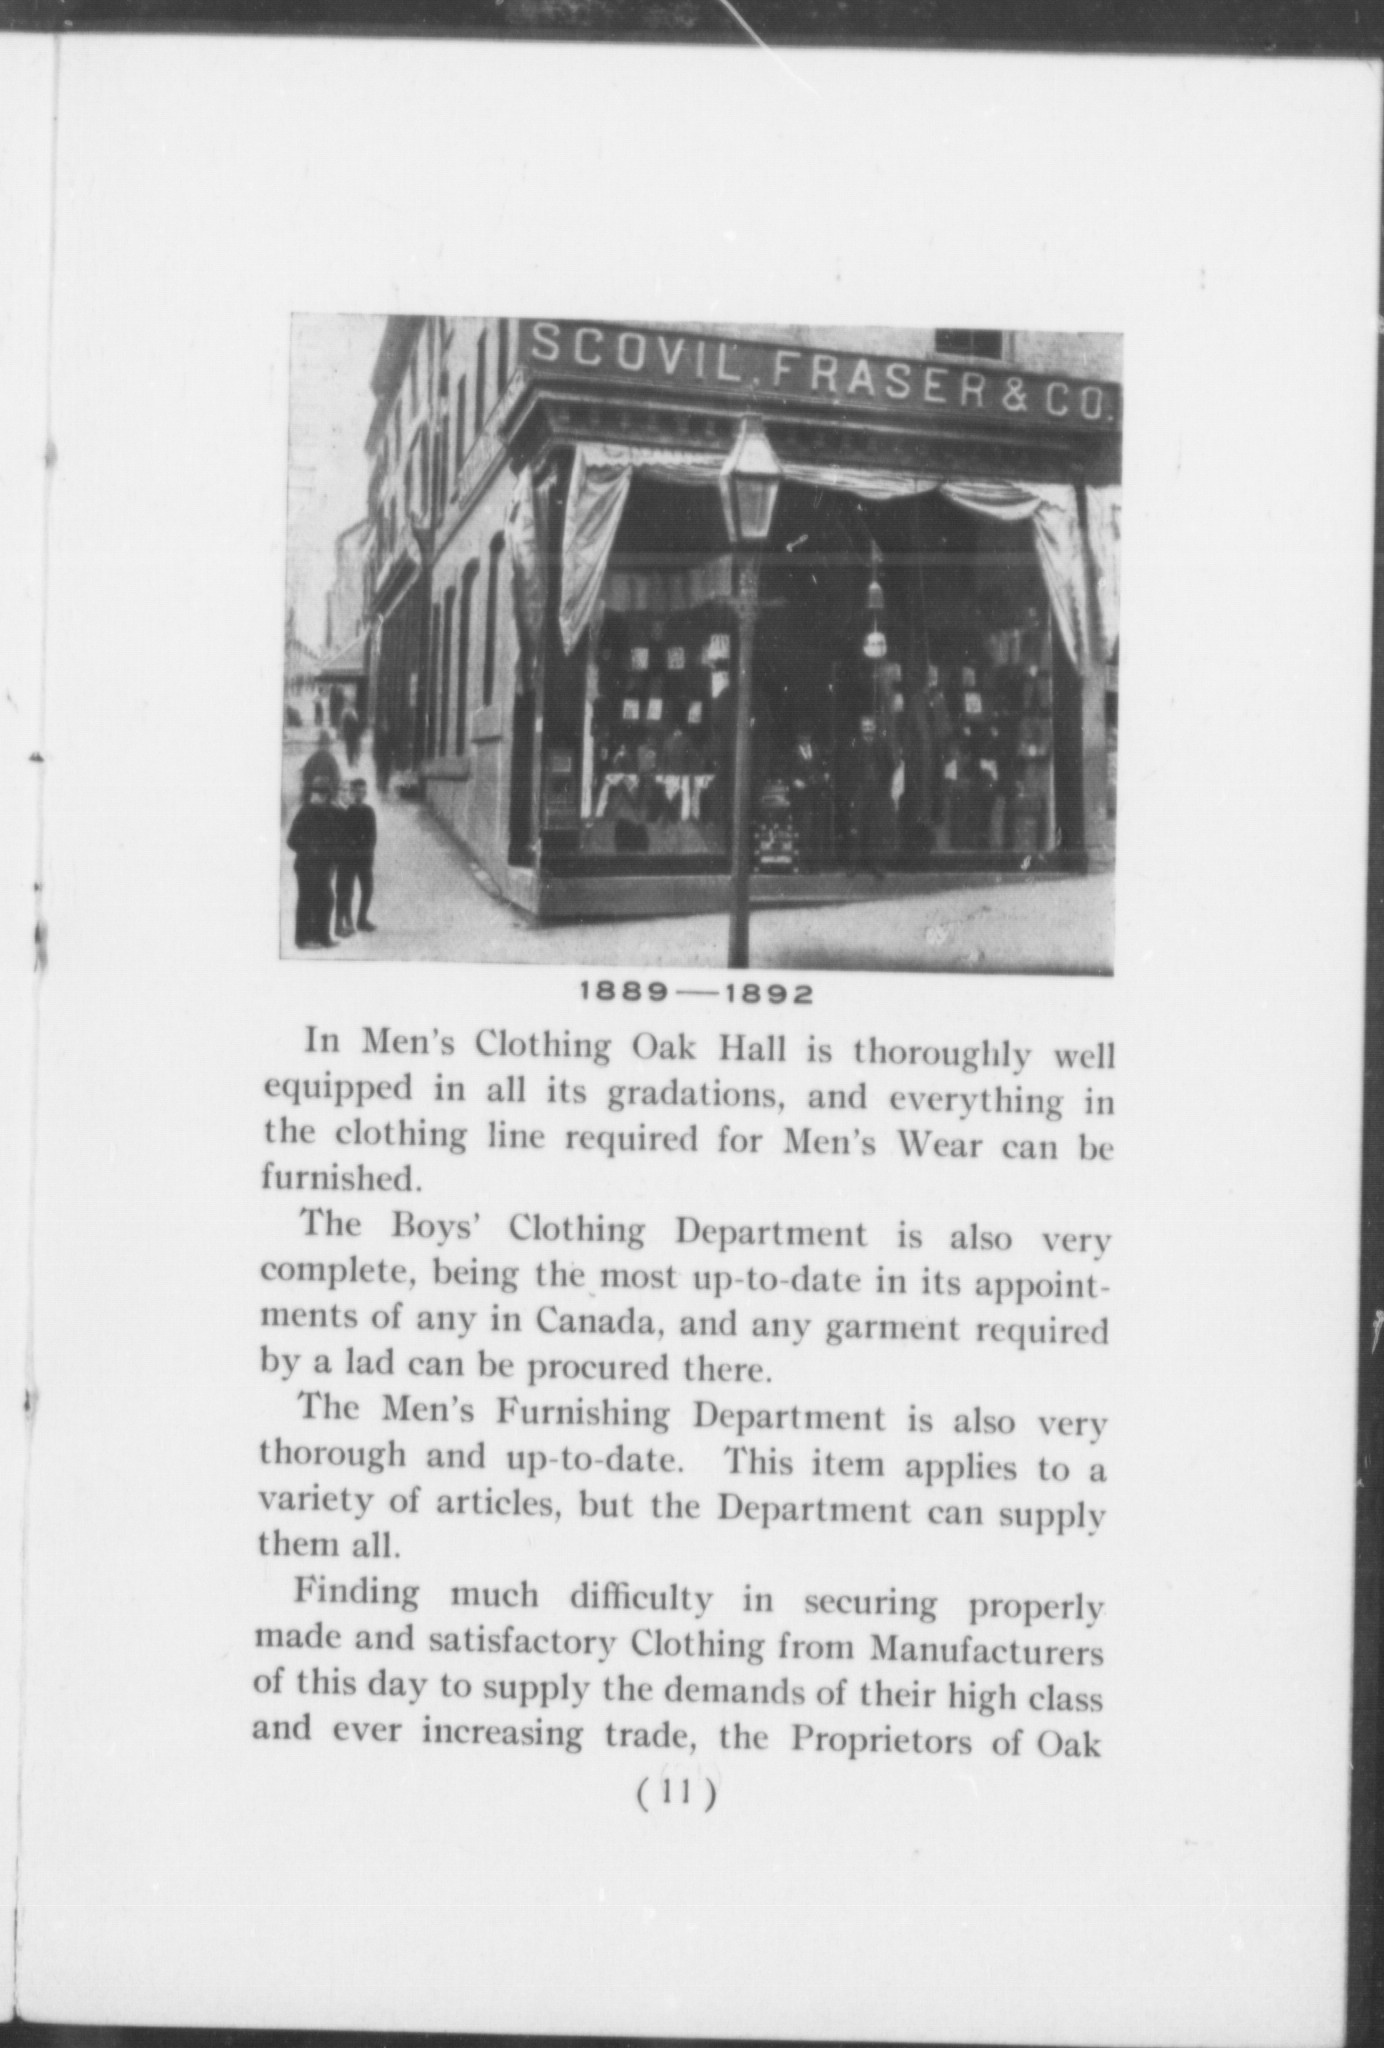 SCOVIL, FRASER & CO.
1889—1892
In Men's Clothing Oak Hall is thoroughly well
equipped in all its gradations, and everything in
the clothing line required for Men's Wear can be
furnished.
The Boys' Clothing Department is also very
complete, being the most up-to-date in its appoint-
ments of any in Canada, and any garment required
by a lad can be procured there.
The Men's Furnishing Department is also very
thorough and up-to-date. This item applies to a
variety of articles, but the Department can supply
them all.
Finding much difficulty in securing properly
made and satisfactory Clothing from Manufacturers
of this day to supply the demands of their high class
and ever increasing trade, the Proprietors of Oak
(11)